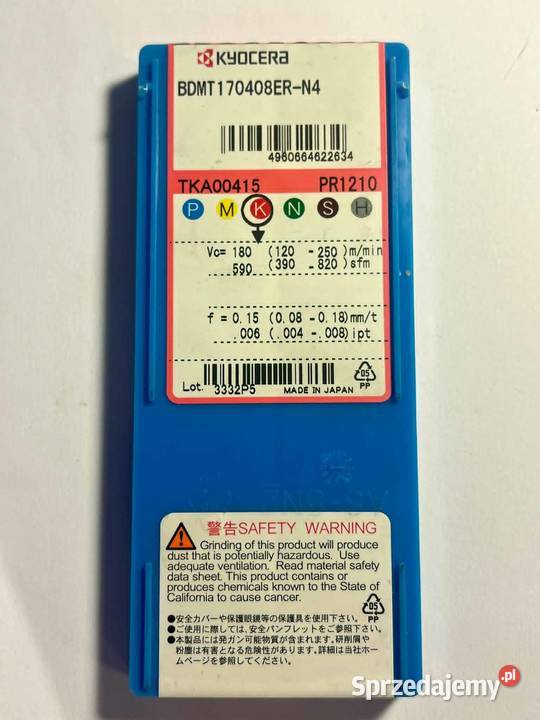 KYOCERA
BDMT170408ER-N4
4960664622634
TKA00415 PR1210
P M K N S H
Vc= 180 (120 - 250) m/min
590 (390 - 820) sfm
f = 0.15 (0.08 - 0.18) mm/t
.006 (.004 -.008) ipt
Lot. 3332P5 MADE IN JAPAN
05
PP
警告SAFETY WARNING
Grinding of this product will produce
dust that is potentially hazardous. Use
adequate ventilation. Read material safety
data sheet. This product contains or
produces chemicals known to the State of
California to cause cancer.
05
PP
●安全カバーや保護眼鏡等の保護具を使用下さい。
●ご使用に際しては、安全パンフレットをご参照下さい。
●本製品には発ガン可能物質が含まれます。研削屑や
粉塵は有害となる危険性があります。詳細は当社ホー
ムページを参照してください。
Sprzedajemy.pl